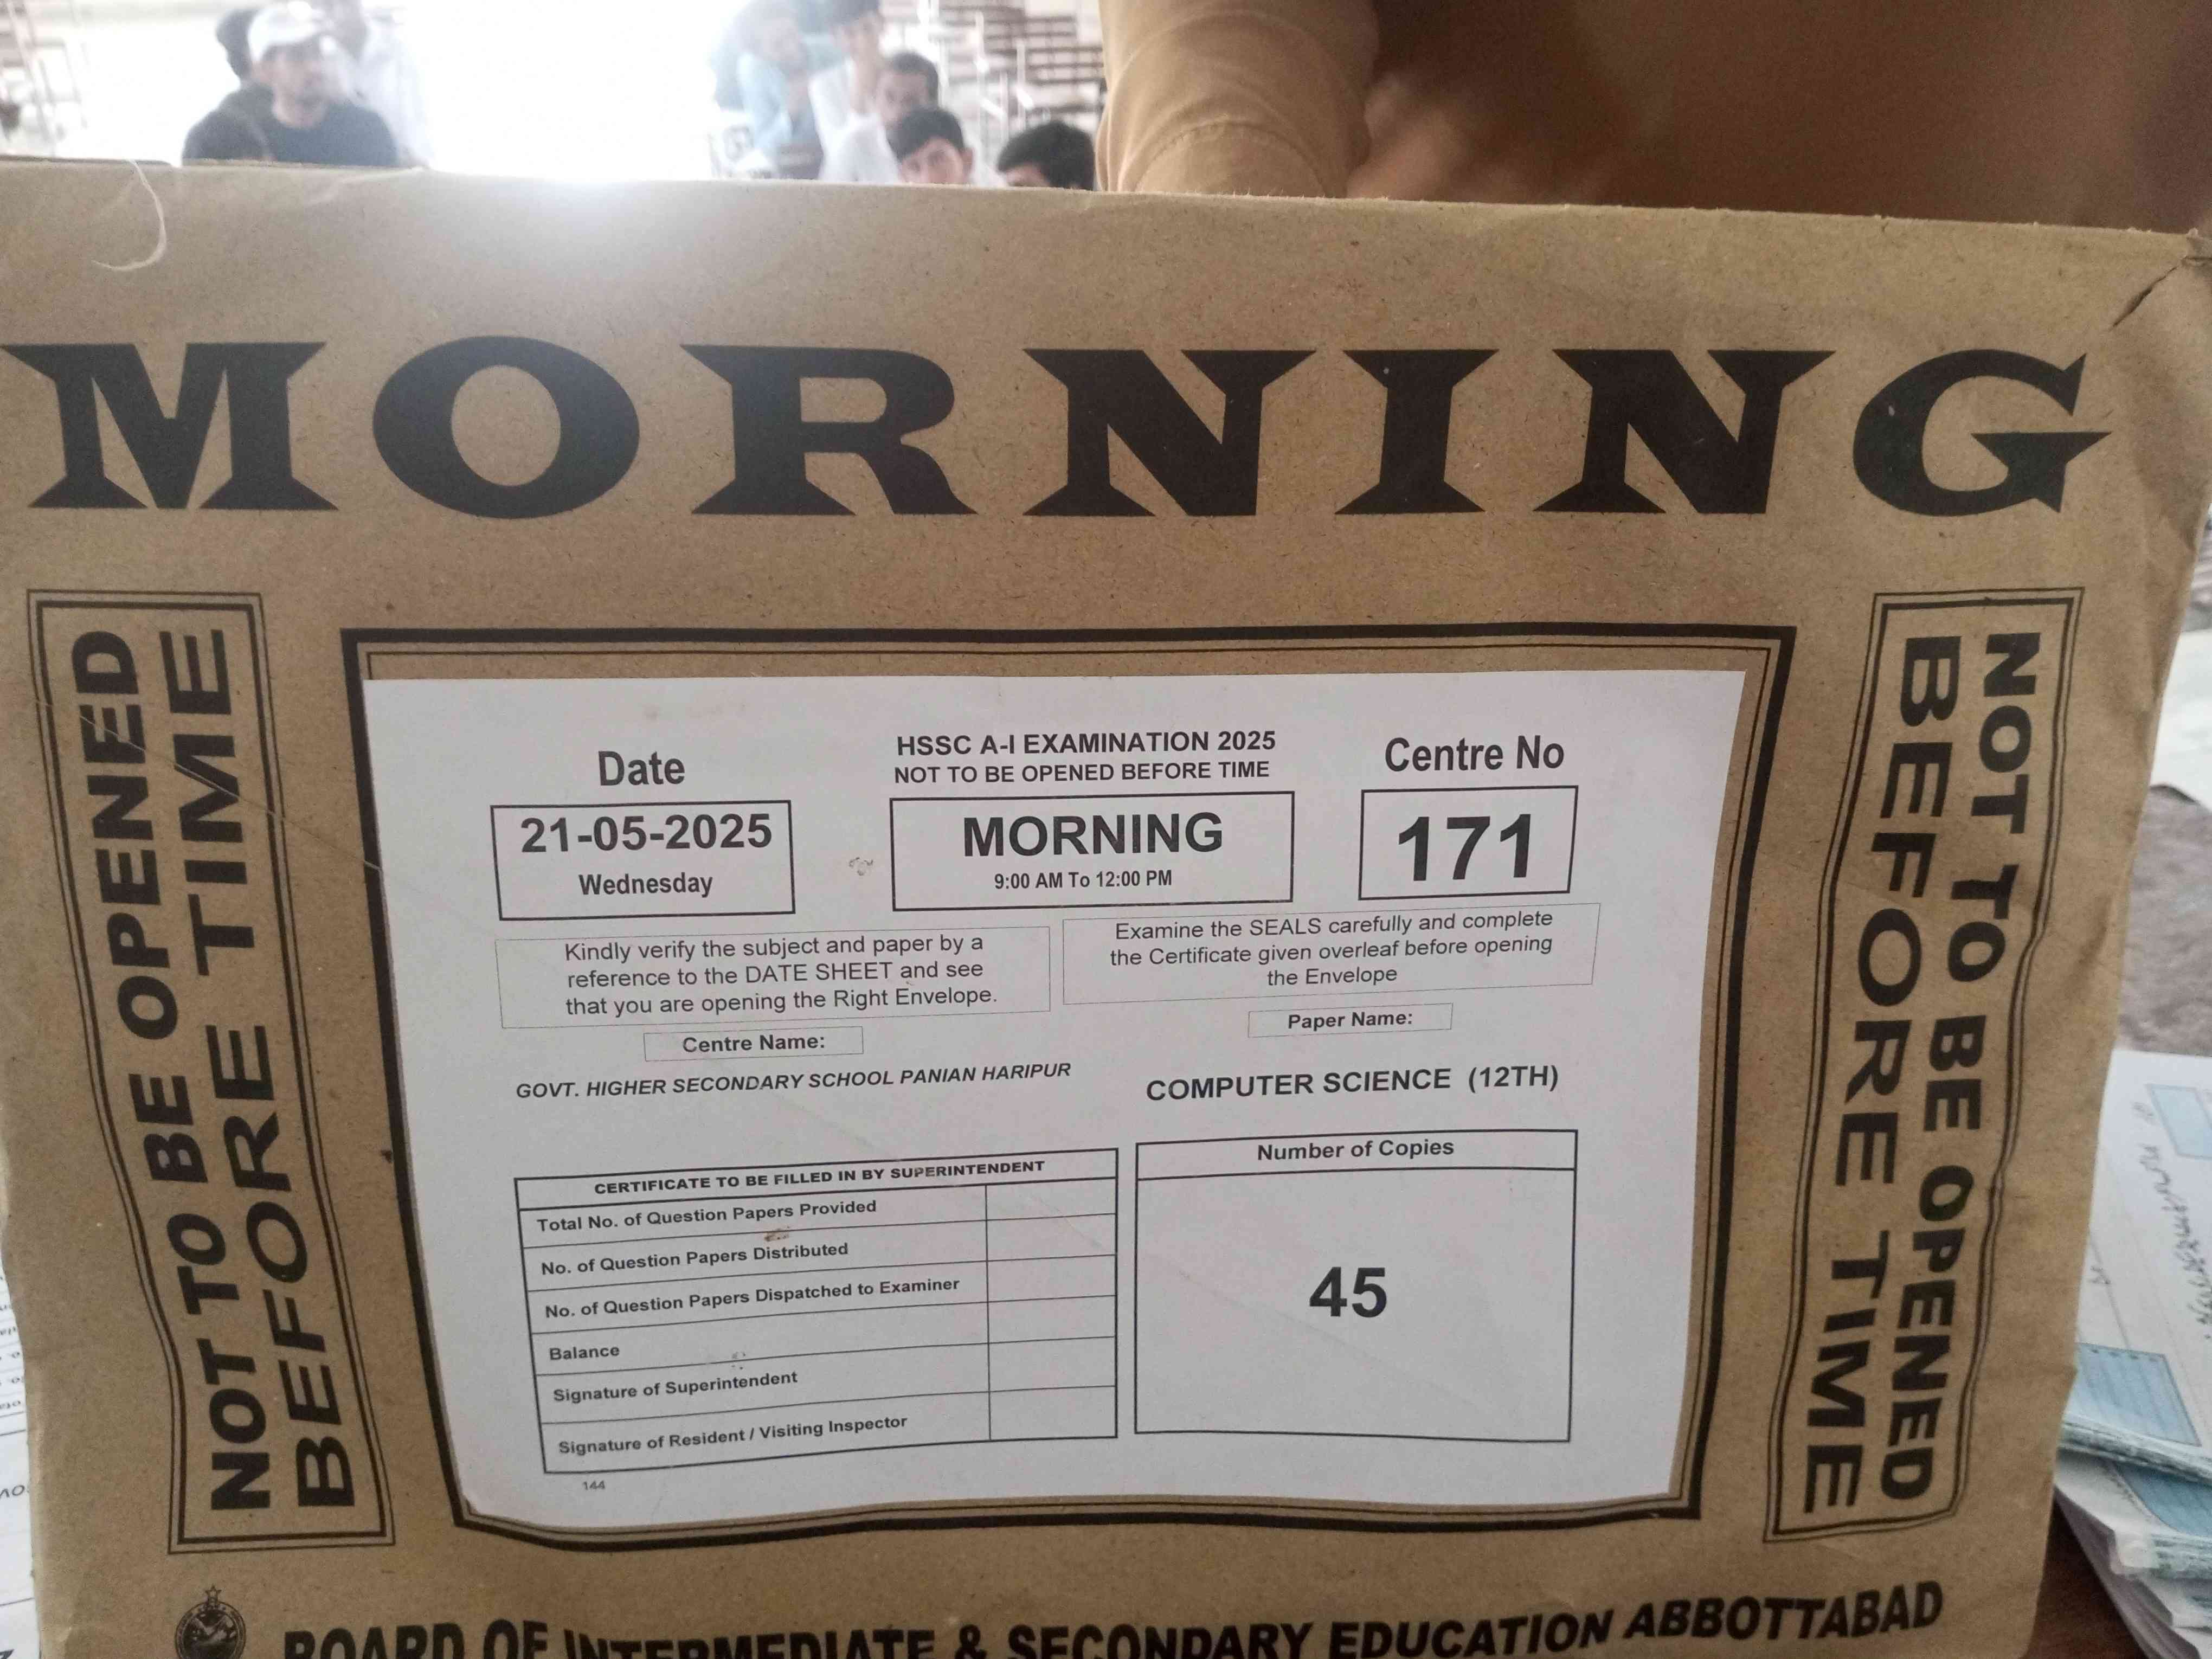 MORNING
NOT TO BE OPENED
BEFORE TIME
NOT TO BE OPENED
BEFORE TIME
Date
21-05-2025
Wednesday
HSSC A-I EXAMINATION 2025
NOT TO BE OPENED BEFORE TIME
MORNING
9:00 AM To 12:00 PM
Centre No
171
Kindly verify the subject and paper by a
reference to the DATE SHEET and see
that you are opening the Right Envelope.
Examine the SEALS carefully and complete
the Certificate given overleaf before opening
the Envelope
Centre Name:
GOVT. HIGHER SECONDARY SCHOOL PANIAN HARIPUR
Paper Name:
COMPUTER SCIENCE (12TH)
CERTIFICATE TO BE FILLED IN BY SUPERINTENDENT
Total No. of Question Papers Provided
No. of Question Papers Distributed
No. of Question Papers Dispatched to Examiner
Balance
Signature of Superintendent
Signature of Resident / Visiting Inspector
Number of Copies
45
144
BOARD OF INTERMEDIATE & SECONDARY EDUCATION ABBOTTABAD